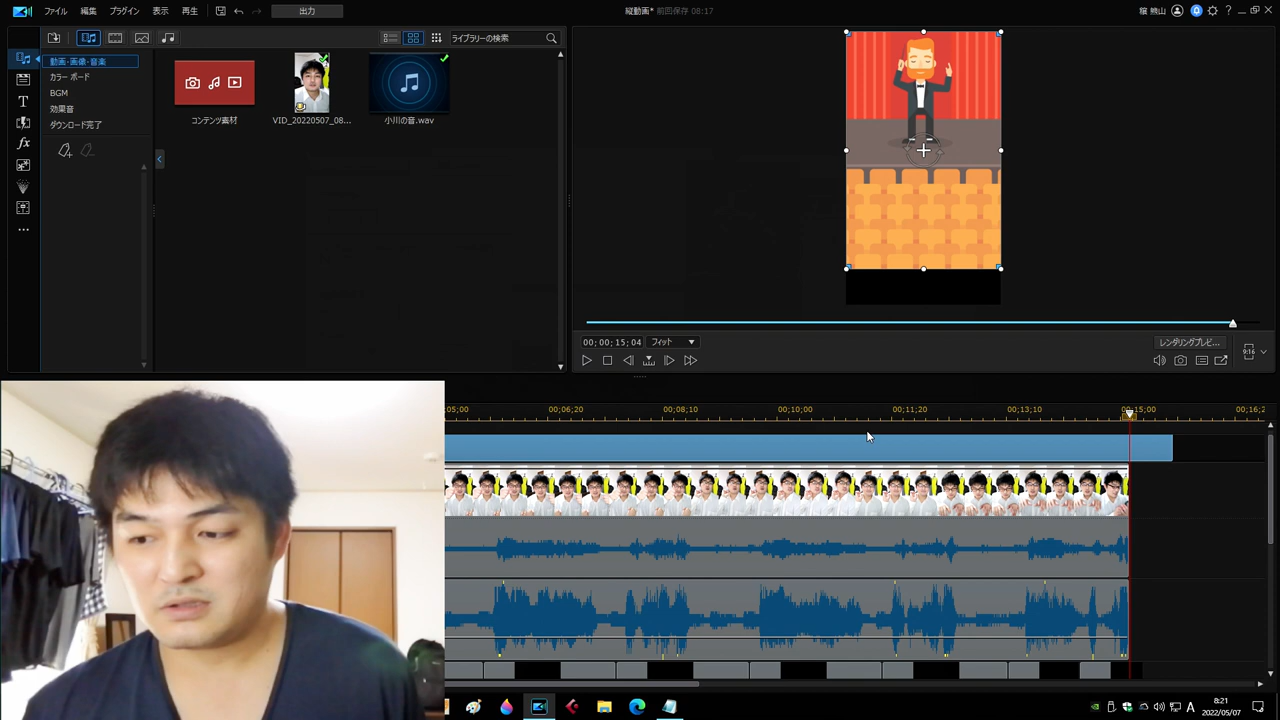 ファイル 編集 プラグイン 表示 再生 出力 縦動画* 前回保存 08:17
ライブラリーの検索
動画・画像・音楽
カラー ボード
BGM
効果音
ダウンロード完了
コンテンツ素材 VID_20220507_08... 小川の音.wav
00; 00; 15; 04 フィット レンダリングプレビ... 9:16
:05;00 00;06;20 00;08;10 00;10;00 00;11;20 00;13;10 00;15;00 00;16;2
A 8:21
2022/05/07